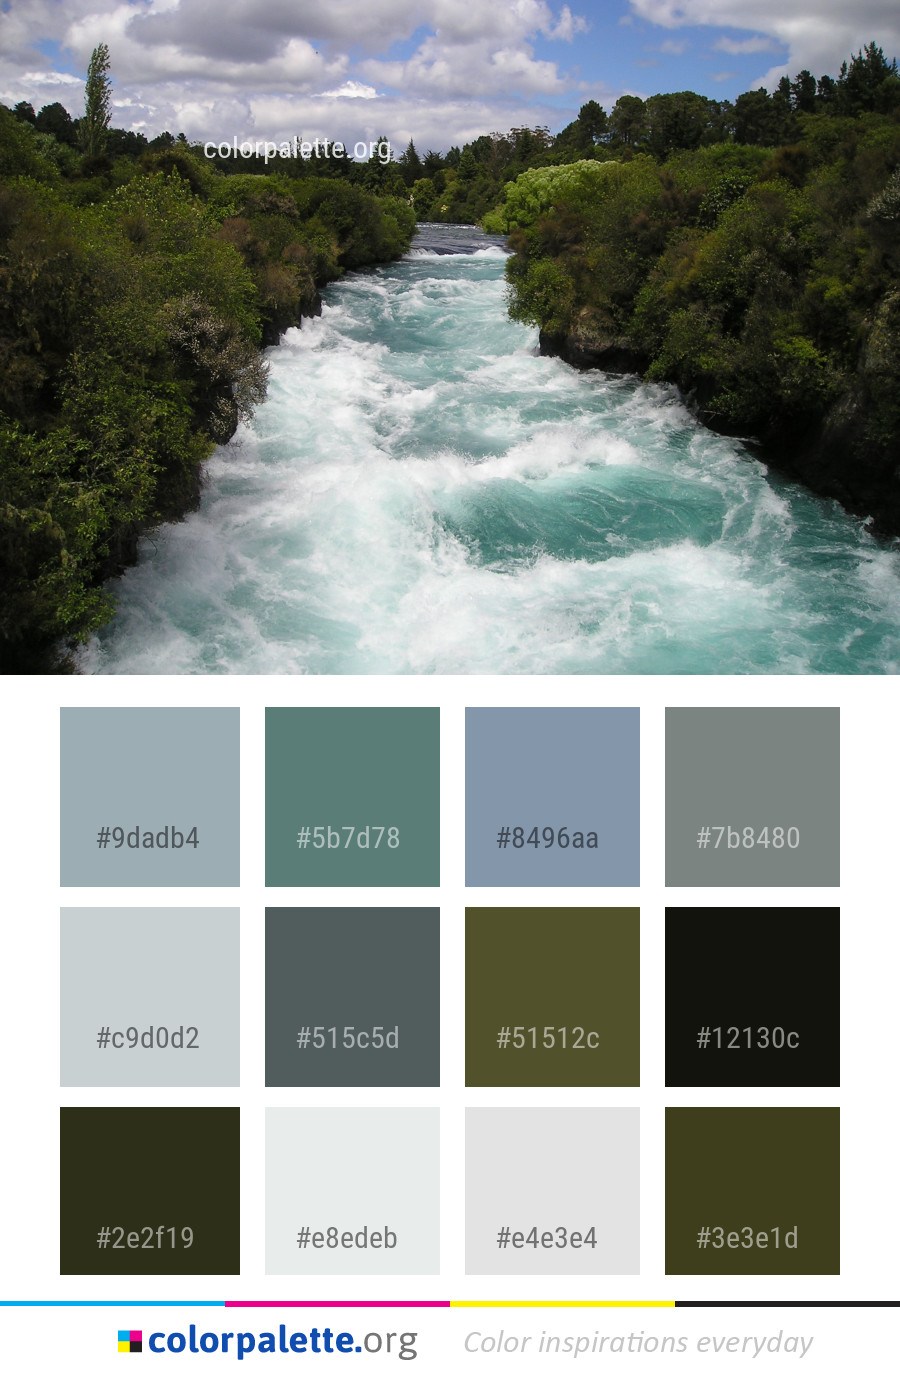 colorpalette.org
#9dadb4 #5b7d78 #8496aa #7b8480
#c9d0d2 #515c5d #51512c #12130c
#2e2f19 #e8edeb #e4e3e4 #3e3e1d
colorpalette.org Color inspirations everyday